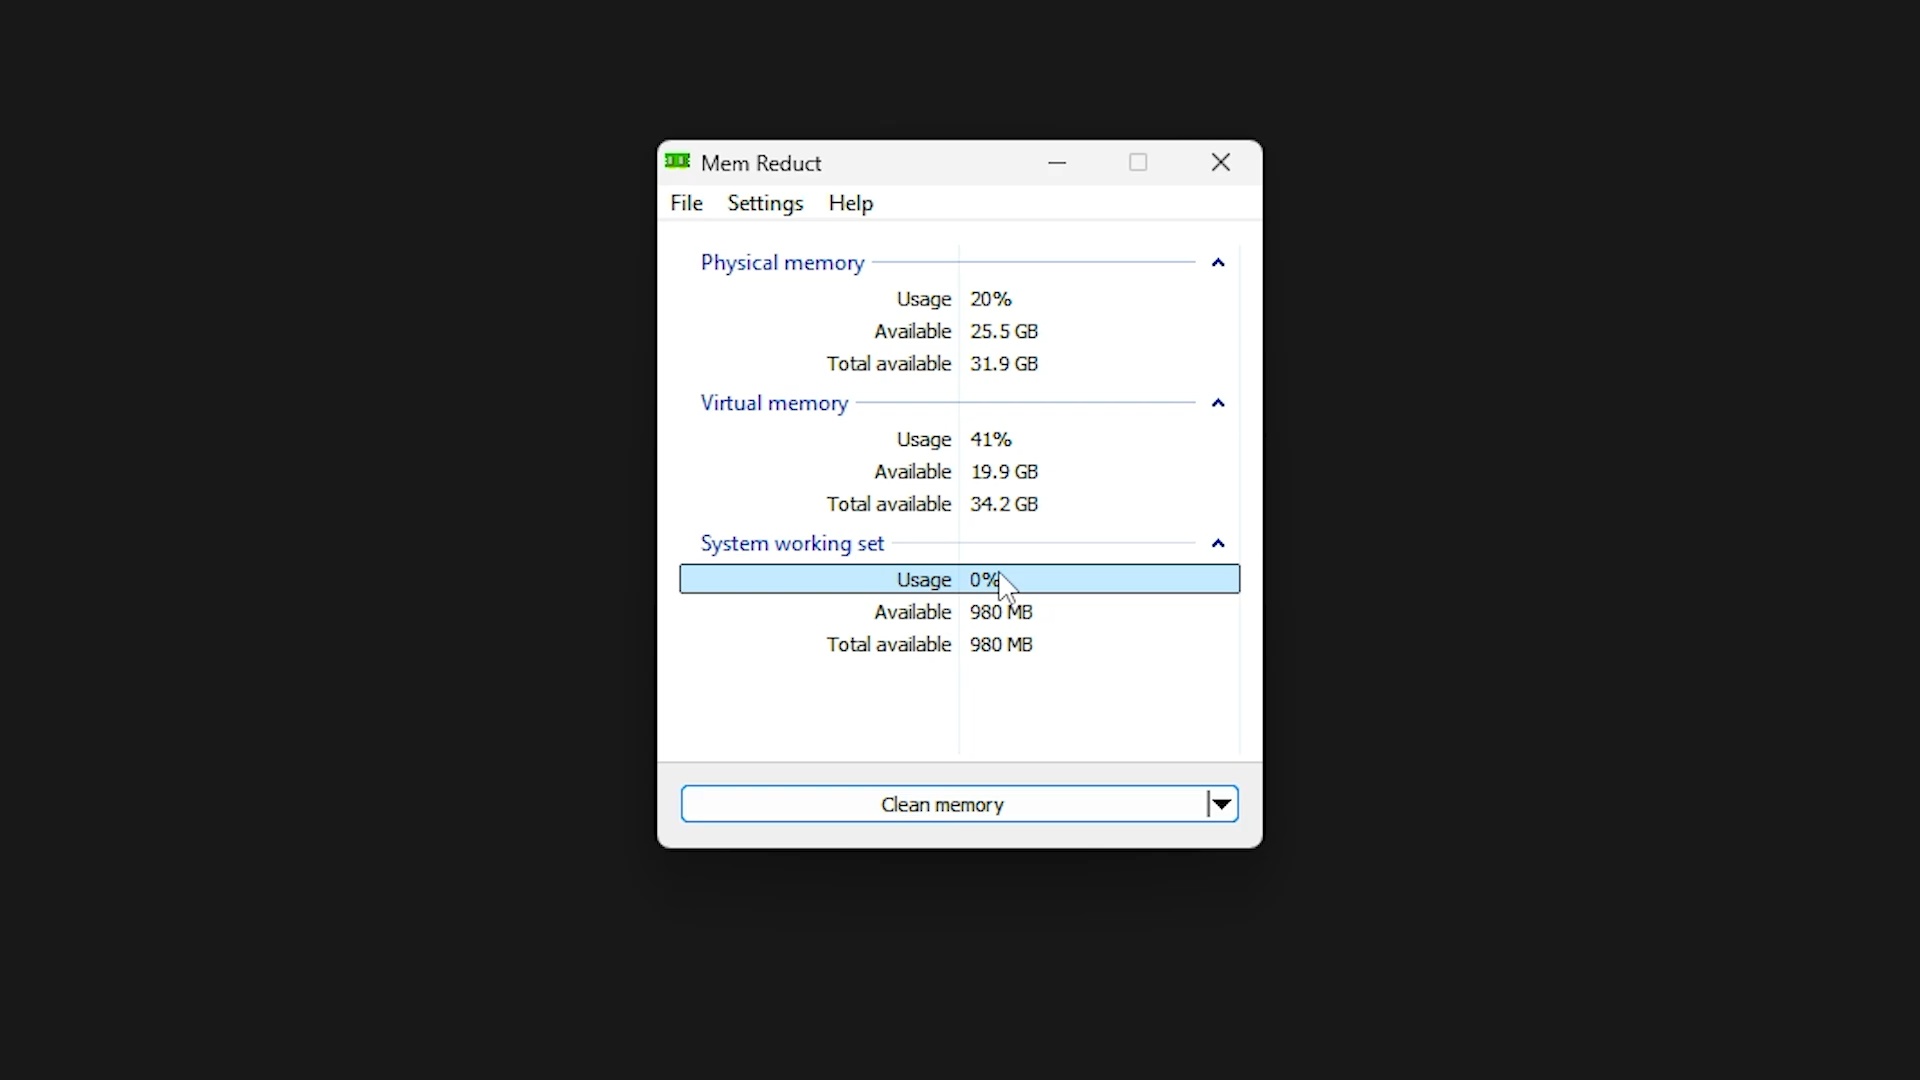 Mem Reduct
File Settings Help
Physical memory
Usage 20%
Available 25.5 GB
Total available 31.9 GB
Virtual memory
Usage 41%
Available 19.9 GB
Total available 34.2 GB
System working set
Usage 0%
Available 980 MB
Total available 980 MB
Clean memory